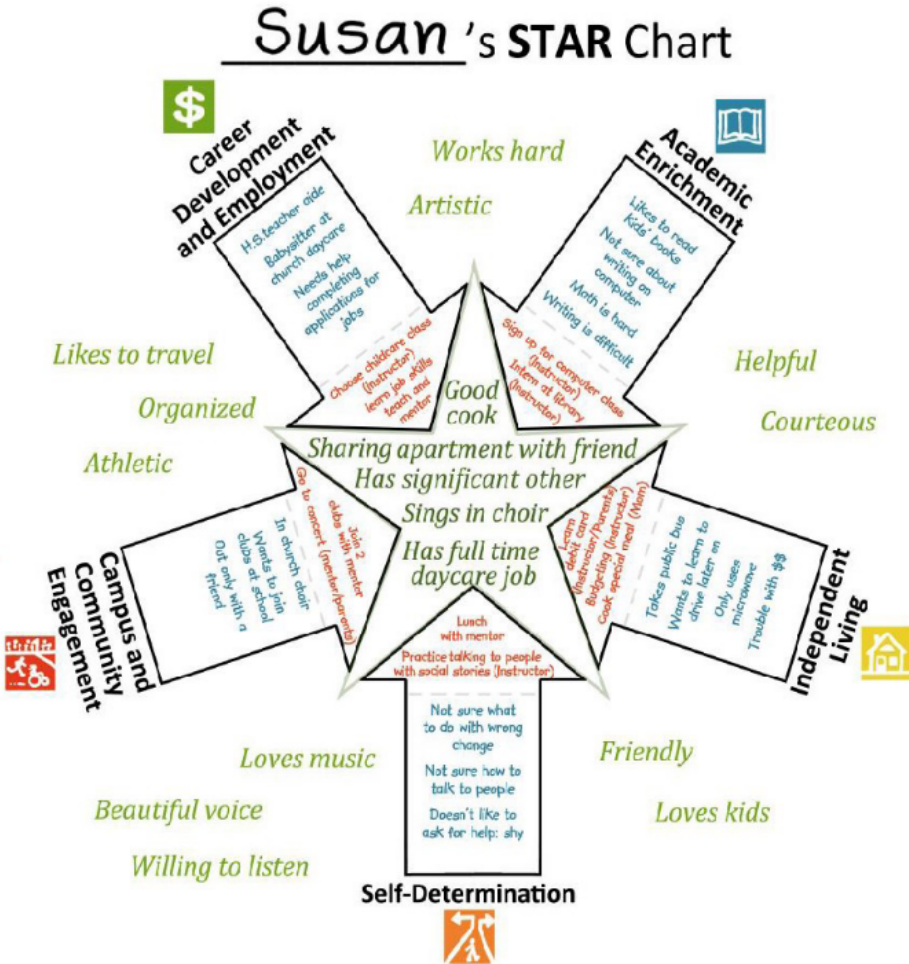 Susan's STAR Chart
$
Career
Development
and Employment
Works hard
Artistic
Academic
Enrichment
H.S. teacher aide
Babysitter at
church daycare
Needs help
completing
applications for
jobs
Choose childcare class
(Instructor)
learn job skills
teach and
mentor
Likes to read
kids' books
Not sure about
writing on
computer
Math is hard
Writing is difficult
Sign up for computer class
(Instructor)
Intern at library
(Instructor)
Likes to travel
Organized
Athletic
Helpful
Courteous
Good
cook
Sharing apartment with friend
Has significant other
Sings in choir
Has full time
daycare job
Campus and
Community
Engagement
In church choir
Wants to join
clubs at school
Out only with a
friend
Join 2
clubs with mentor
Go to concert (mentor/parents)
Learn
debit card
(Instructor/Parents)
Budgeting (Instructor)
Cook special meal (Mom)
Takes public bus
Wants to learn to
drive later on
Only uses
microwave
Trouble with $$
Independent
Living
Lunch
with mentor
Practice talking to people
with social stories (Instructor)
Not sure what
to do with wrong
change
Not sure how to
talk to people
Doesn't like to
ask for help: shy
Loves music
Beautiful voice
Willing to listen
Friendly
Loves kids
Self-Determination